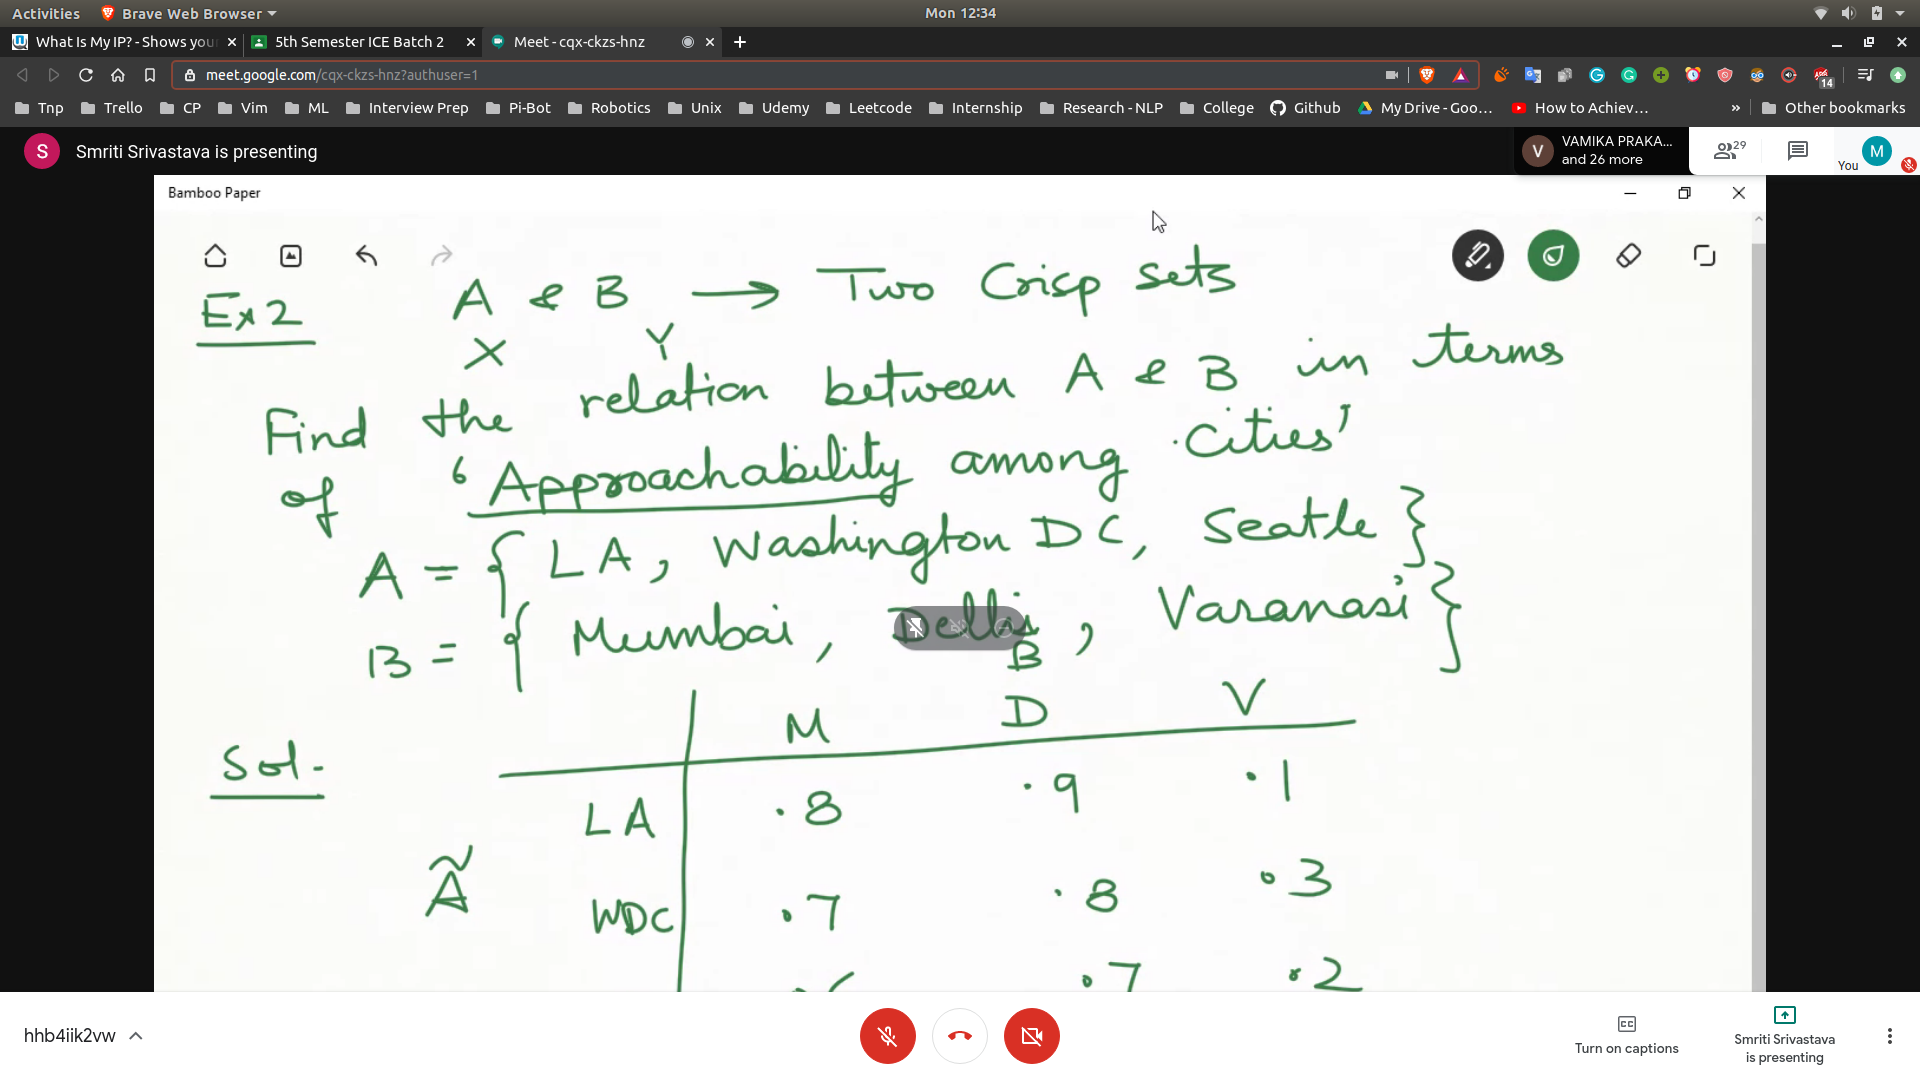 Activities Brave Web Browser Mon 12:34
What Is My IP? - Shows your 5th Semester ICE Batch 2 Meet - cqx-ckzs-hnz
meet.google.com/cqx-ckzs-hnz?authuser=1 14
Tnp Trello CP Vim ML Interview Prep Pi-Bot Robotics Unix Udemy Leetcode Internship Research - NLP College Github My Drive - Goo... How to Achiev... » Other bookmarks
S Smriti Srivastava is presenting V VAMIKA PRAKA... and 26 more 29 You M
Bamboo Paper
Ex 2 A & B → Two Crisp sets
X Y
Find the relation between A & B in terms
of 'Approachability among Cities'
A = { LA, Washington DC, Seatle }
B = { Mumbai, Delhi, Varanasi }
B
Sol. M D V
LA .8 .9 .1
Ã
WDC .7 .8 .3
.7 .2
hhb4iik2vw
Turn on captions
Smriti Srivastava
is presenting